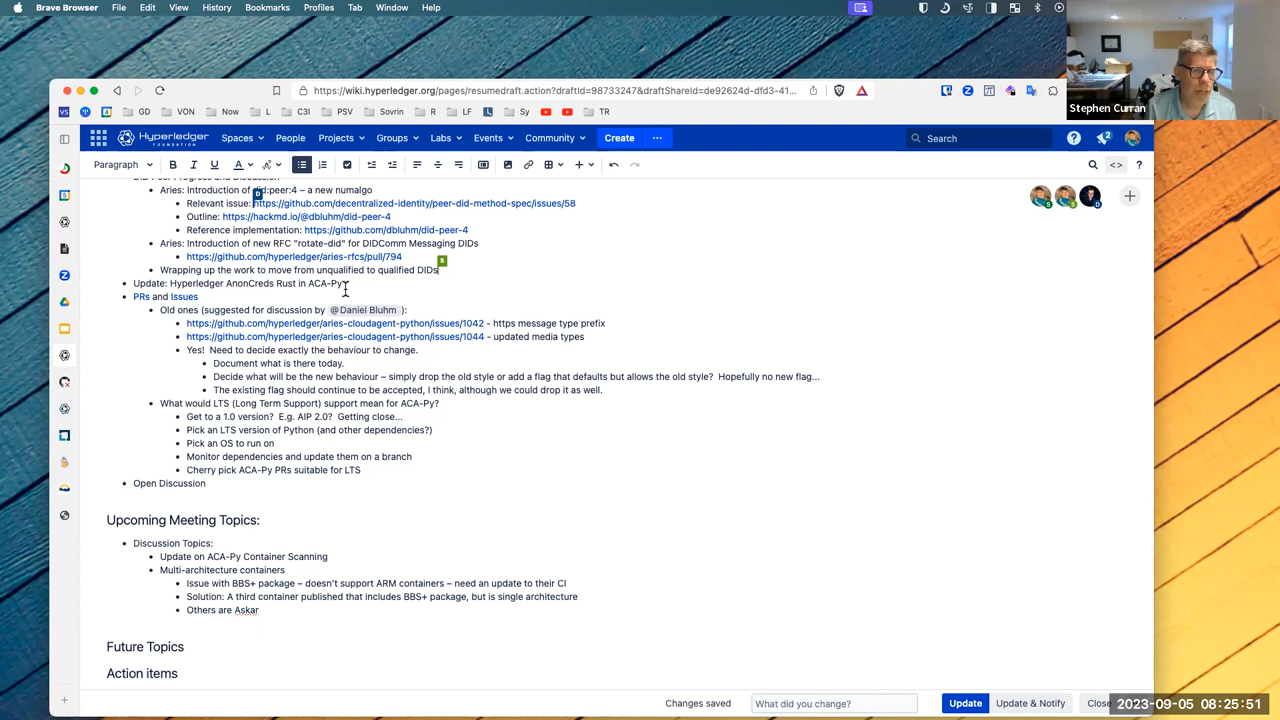 Brave Browser File Edit View History Bookmarks Profiles Tab Window Help
https://wiki.hyperledger.org/pages/resumedraft.action?draftId=98733247&draftShareId=de92624d-dfd3-41...
Stephen Curran
VS GD VON Now L C3I PSV Sovrin R LF Sy TR
Hyperledger FOUNDATION Spaces People Projects Groups Labs Events Community Create ... Search 2
Paragraph B I U A <> ?
Aries: Introduction of did:peer:4 – a new numalgo
D
Relevant issue: https://github.com/decentralized-identity/peer-did-method-spec/issues/58
S S D
Outline: https://hackmd.io/@dbluhm/did-peer-4
Reference implementation: https://github.com/dbluhm/did-peer-4
Aries: Introduction of new RFC "rotate-did" for DIDComm Messaging DIDs
https://github.com/hyperledger/aries-rfcs/pull/794
S
Wrapping up the work to move from unqualified to qualified DIDs
Update: Hyperledger AnonCreds Rust in ACA-Py
PRs and Issues
Old ones (suggested for discussion by @Daniel Bluhm ):
https://github.com/hyperledger/aries-cloudagent-python/issues/1042 - https message type prefix
https://github.com/hyperledger/aries-cloudagent-python/issues/1044 - updated media types
Yes! Need to decide exactly the behaviour to change.
Document what is there today.
Decide what will be the new behaviour – simply drop the old style or add a flag that defaults but allows the old style? Hopefully no new flag...
The existing flag should continue to be accepted, I think, although we could drop it as well.
What would LTS (Long Term Support) support mean for ACA-Py?
Get to a 1.0 version? E.g. AIP 2.0? Getting close...
Pick an LTS version of Python (and other dependencies?)
Pick an OS to run on
Monitor dependencies and update them on a branch
Cherry pick ACA-Py PRs suitable for LTS
Open Discussion
Upcoming Meeting Topics:
Discussion Topics:
Update on ACA-Py Container Scanning
Multi-architecture containers
Issue with BBS+ package – doesn't support ARM containers – need an update to their CI
Solution: A third container published that includes BBS+ package, but is single architecture
Others are Askar
Future Topics
Action items
Changes saved What did you change? Update Update & Notify Close
2023-09-05 08:25:51